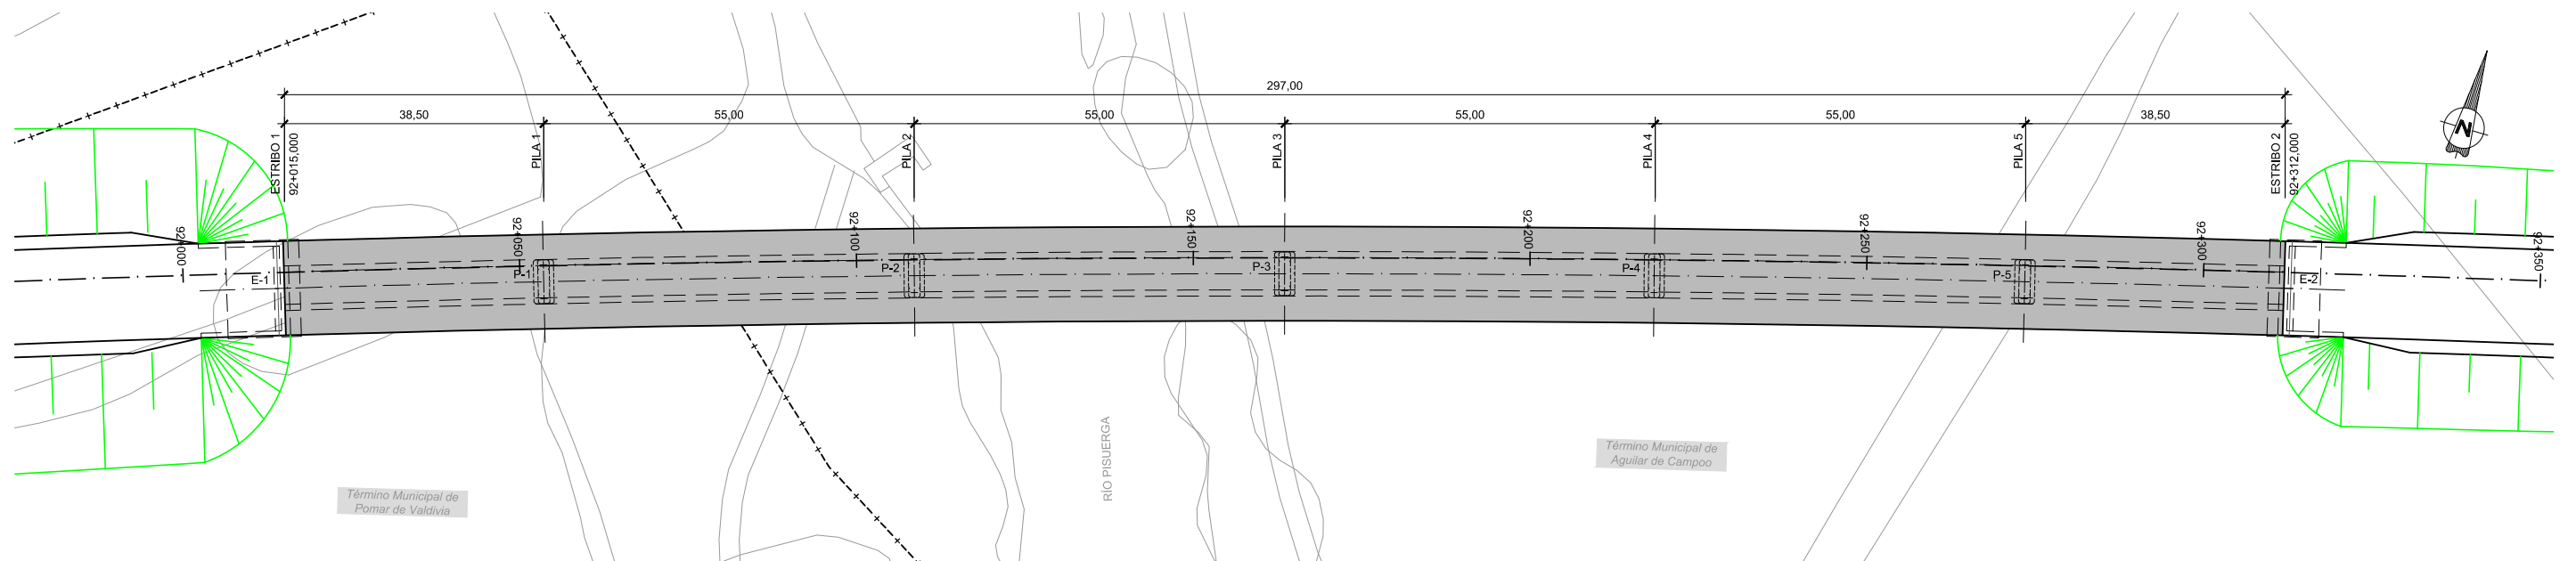 297,00
38,50
55,00
55,00
55,00
55,00
38,50
ESTRIBO 1
92+015,000
PILA 1
PILA 2
PILA 3
PILA 4
PILA 5
ESTRIBO 2
92+312,000
N
92+000
92+050
92+100
92+150
92+200
92+250
92+300
92+350
E-1
P-1
P-2
P-3
P-4
P-5
E-2
RÍO PISUERGA
Término Municipal de
Aguilar de Campoo
Término Municipal de
Pomar de Valdivia